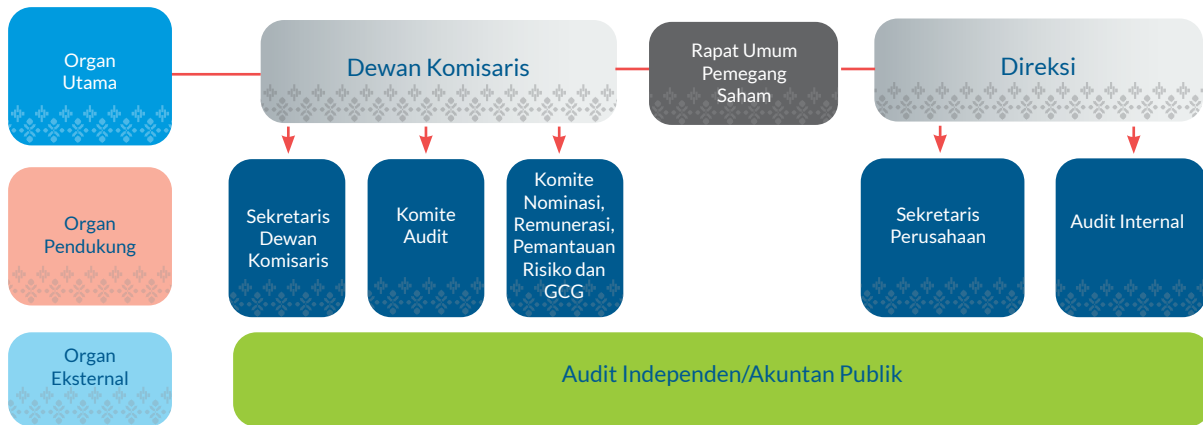 Organ
Utama
Dewan Komisaris
Rapat Umum
Pemegang
Saham
Direksi
Organ
Pendukung
Sekretaris
Dewan
Komisaris
Komite
Audit
Komite
Nominasi,
Remunerasi,
Pemantauan
Risiko dan
GCG
Sekretaris
Perusahaan
Audit Internal
Organ
Eksternal
Audit Independen/Akuntan Publik